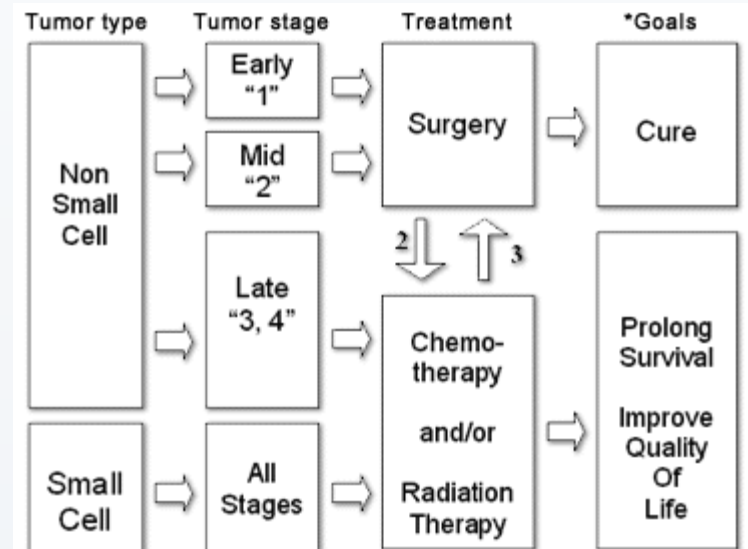 Tumor type
Tumor stage
Treatment
*Goals
Non
Small
Cell
Early
“1”
Surgery
Cure
Mid
“2”
2
3
Late
“3, 4”
Chemo-
therapy
and/or
Radiation
Therapy
Prolong
Survival
Improve
Quality
Of
Life
Small
Cell
All
Stages